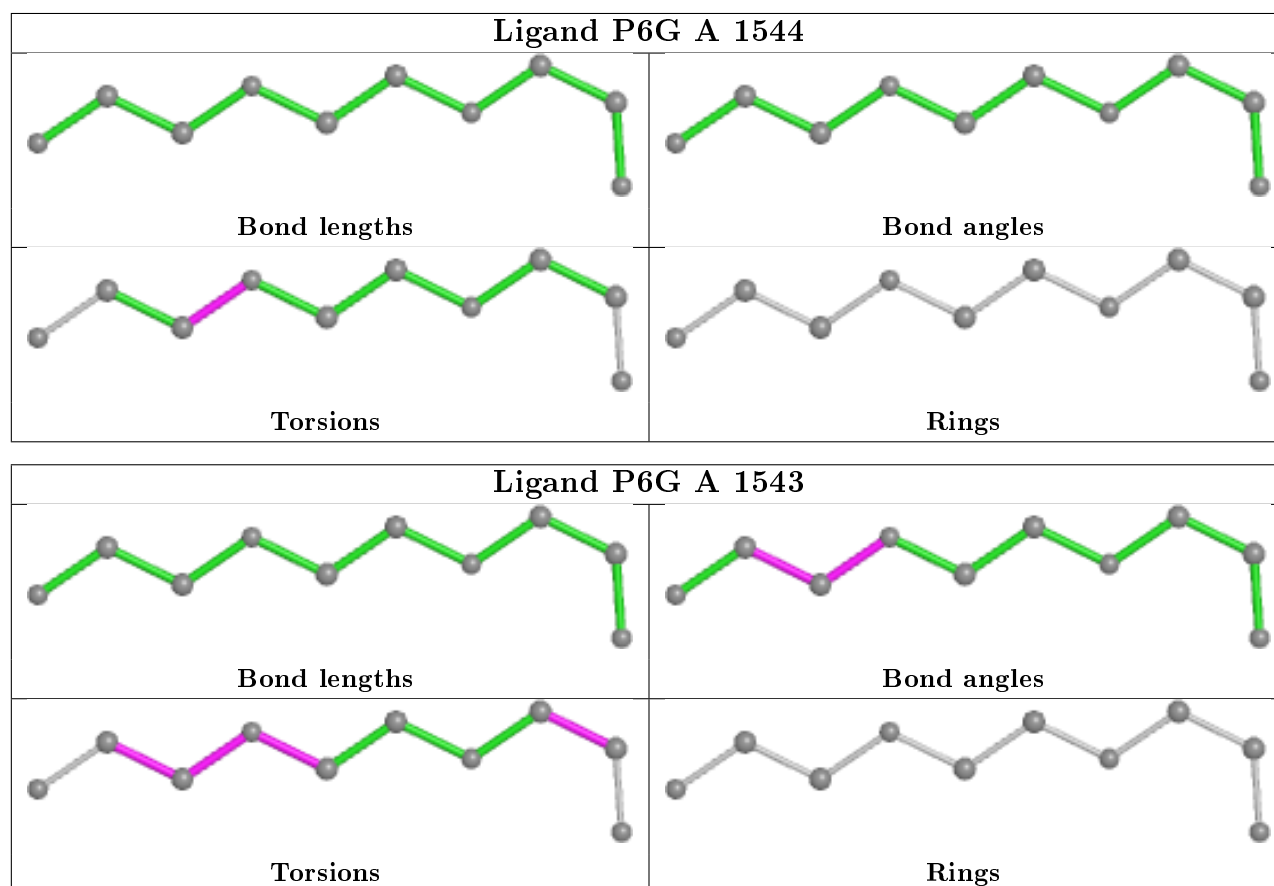 Ligand P6G A 1544
Bond lengths
Bond angles
Torsions
Rings
Ligand P6G A 1543
Bond lengths
Bond angles
Torsions
Rings